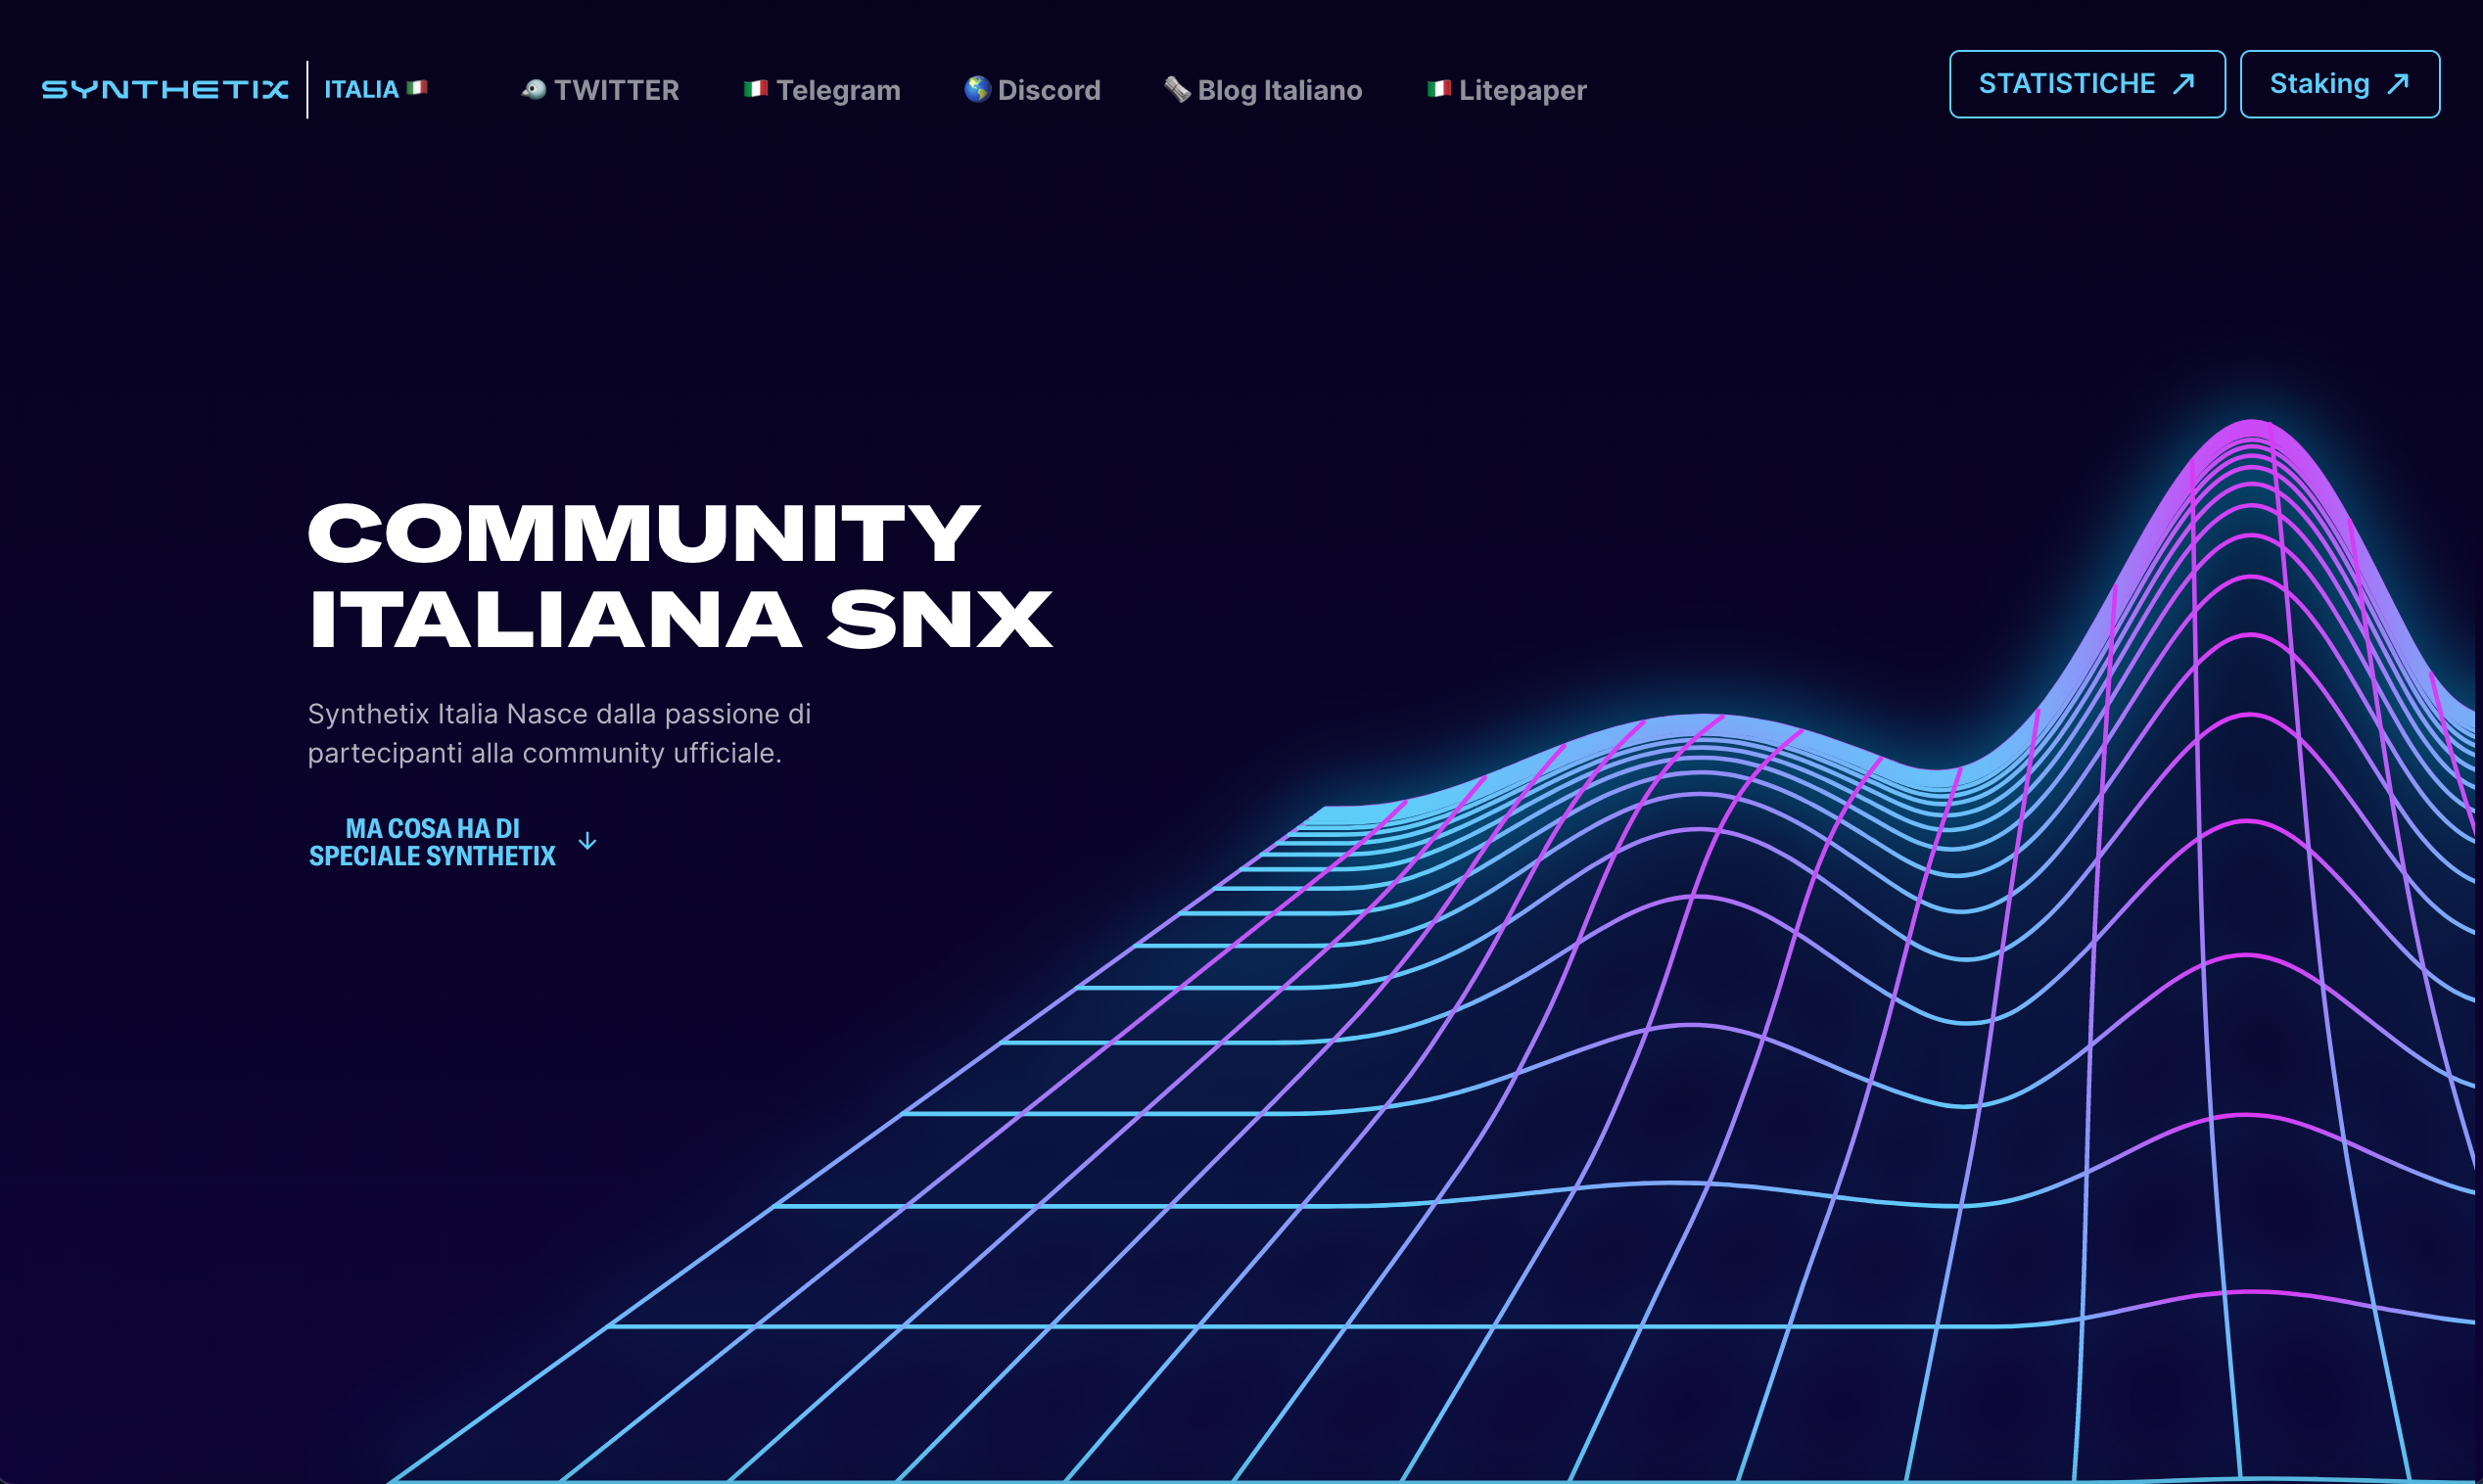 SYNTHETIX
ITALIA 🇮🇹
🐦 TWITTER
🇮🇹 Telegram
🌎 Discord
🗞️ Blog Italiano
🇮🇹 Litepaper
STATISTICHE ↗
Staking ↗
COMMUNITY
ITALIANA SNX
Synthetix Italia Nasce dalla passione di
partecipanti alla community ufficiale.
MA COSA HA DI
SPECIALE SYNTHETIX ↓